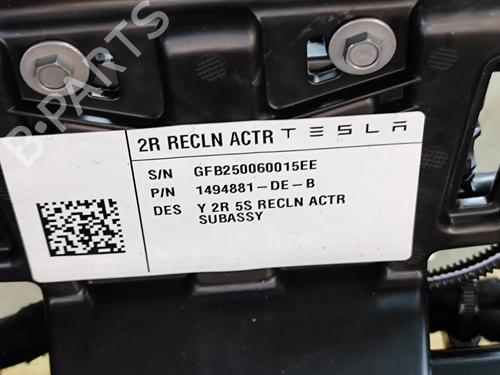 B-PARTS
2R RECLN ACTR TESLA
S/N GFB250060015EE
P/N 1494881-DE-B
DES Y 2R 5S RECLN ACTR
SUBASSY